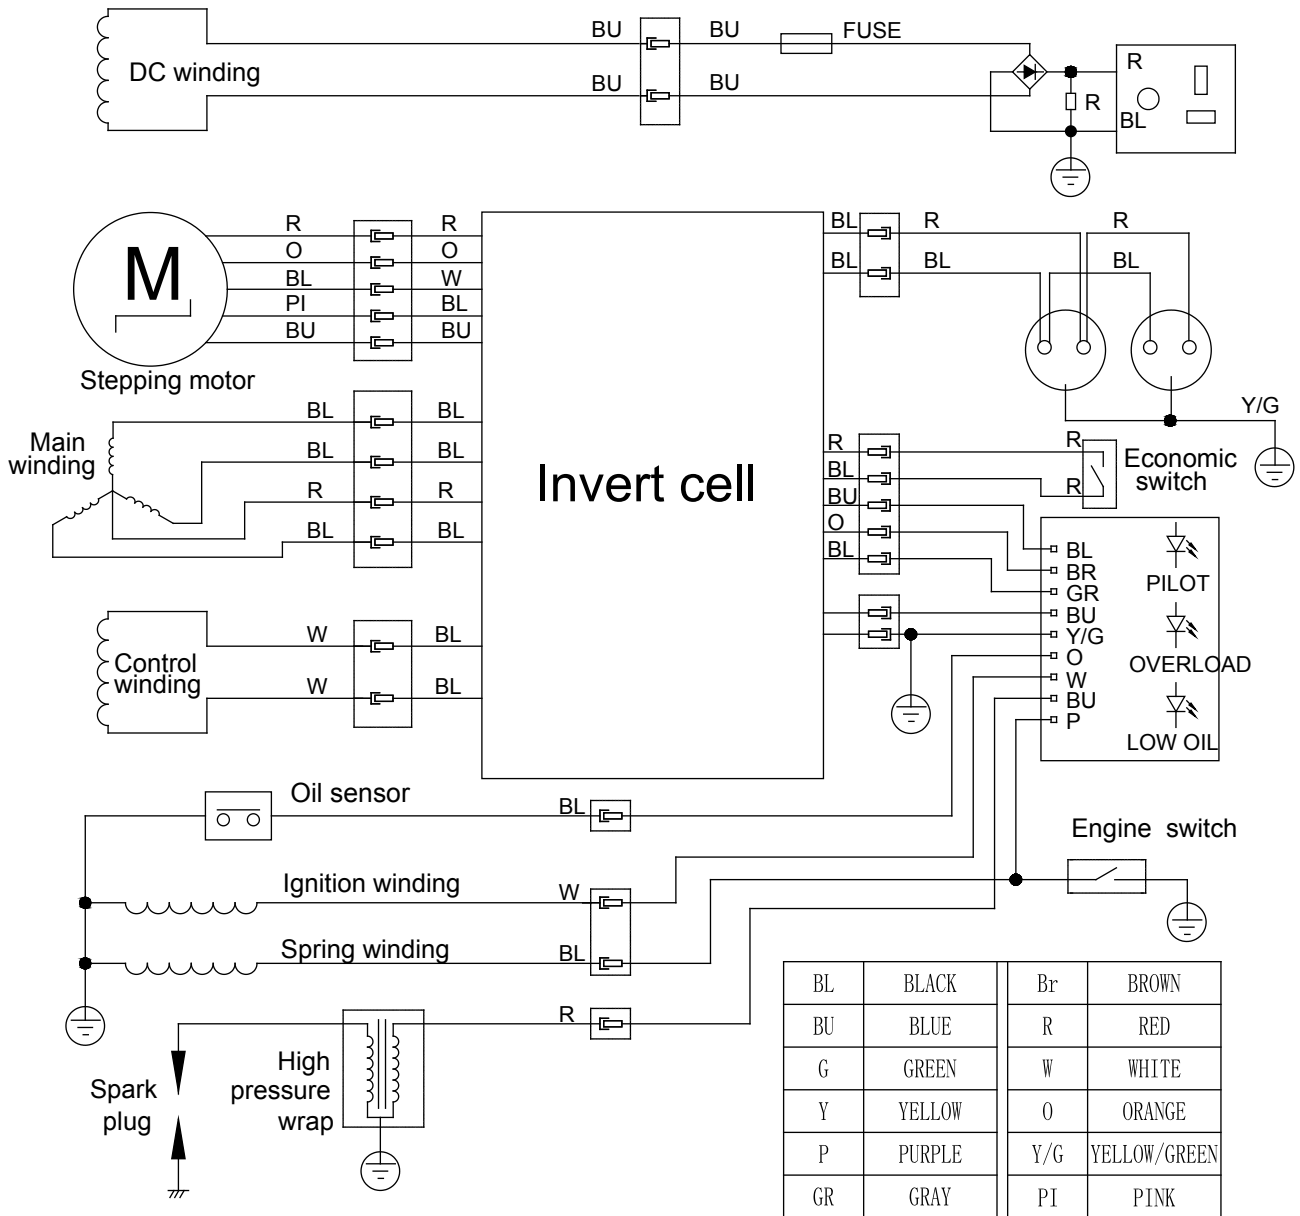 BU BU FUSE
DC winding
R
BU BU
R
BL
R R
O O
BL W
PI BL
BU BU
M
Stepping motor
BL R R
BL BL BL
Y/G
BL BL
Main
winding
BL BL
R R
BL BL
Invert cell
R R
BL
BU R
O
BL
Economic
switch
BL
BR
GR
BU
Y/G
O
W
BU
P
PILOT
OVERLOAD
LOW OIL
W BL
Control
winding
W BL
Oil sensor BL
Engine switch
Ignition winding W
Spring winding BL
R
High
pressure
wrap
Spark
plug
BL BLACK Br BROWN
BU BLUE R RED
G GREEN W WHITE
Y YELLOW O ORANGE
P PURPLE Y/G YELLOW/GREEN
GR GRAY PI PINK